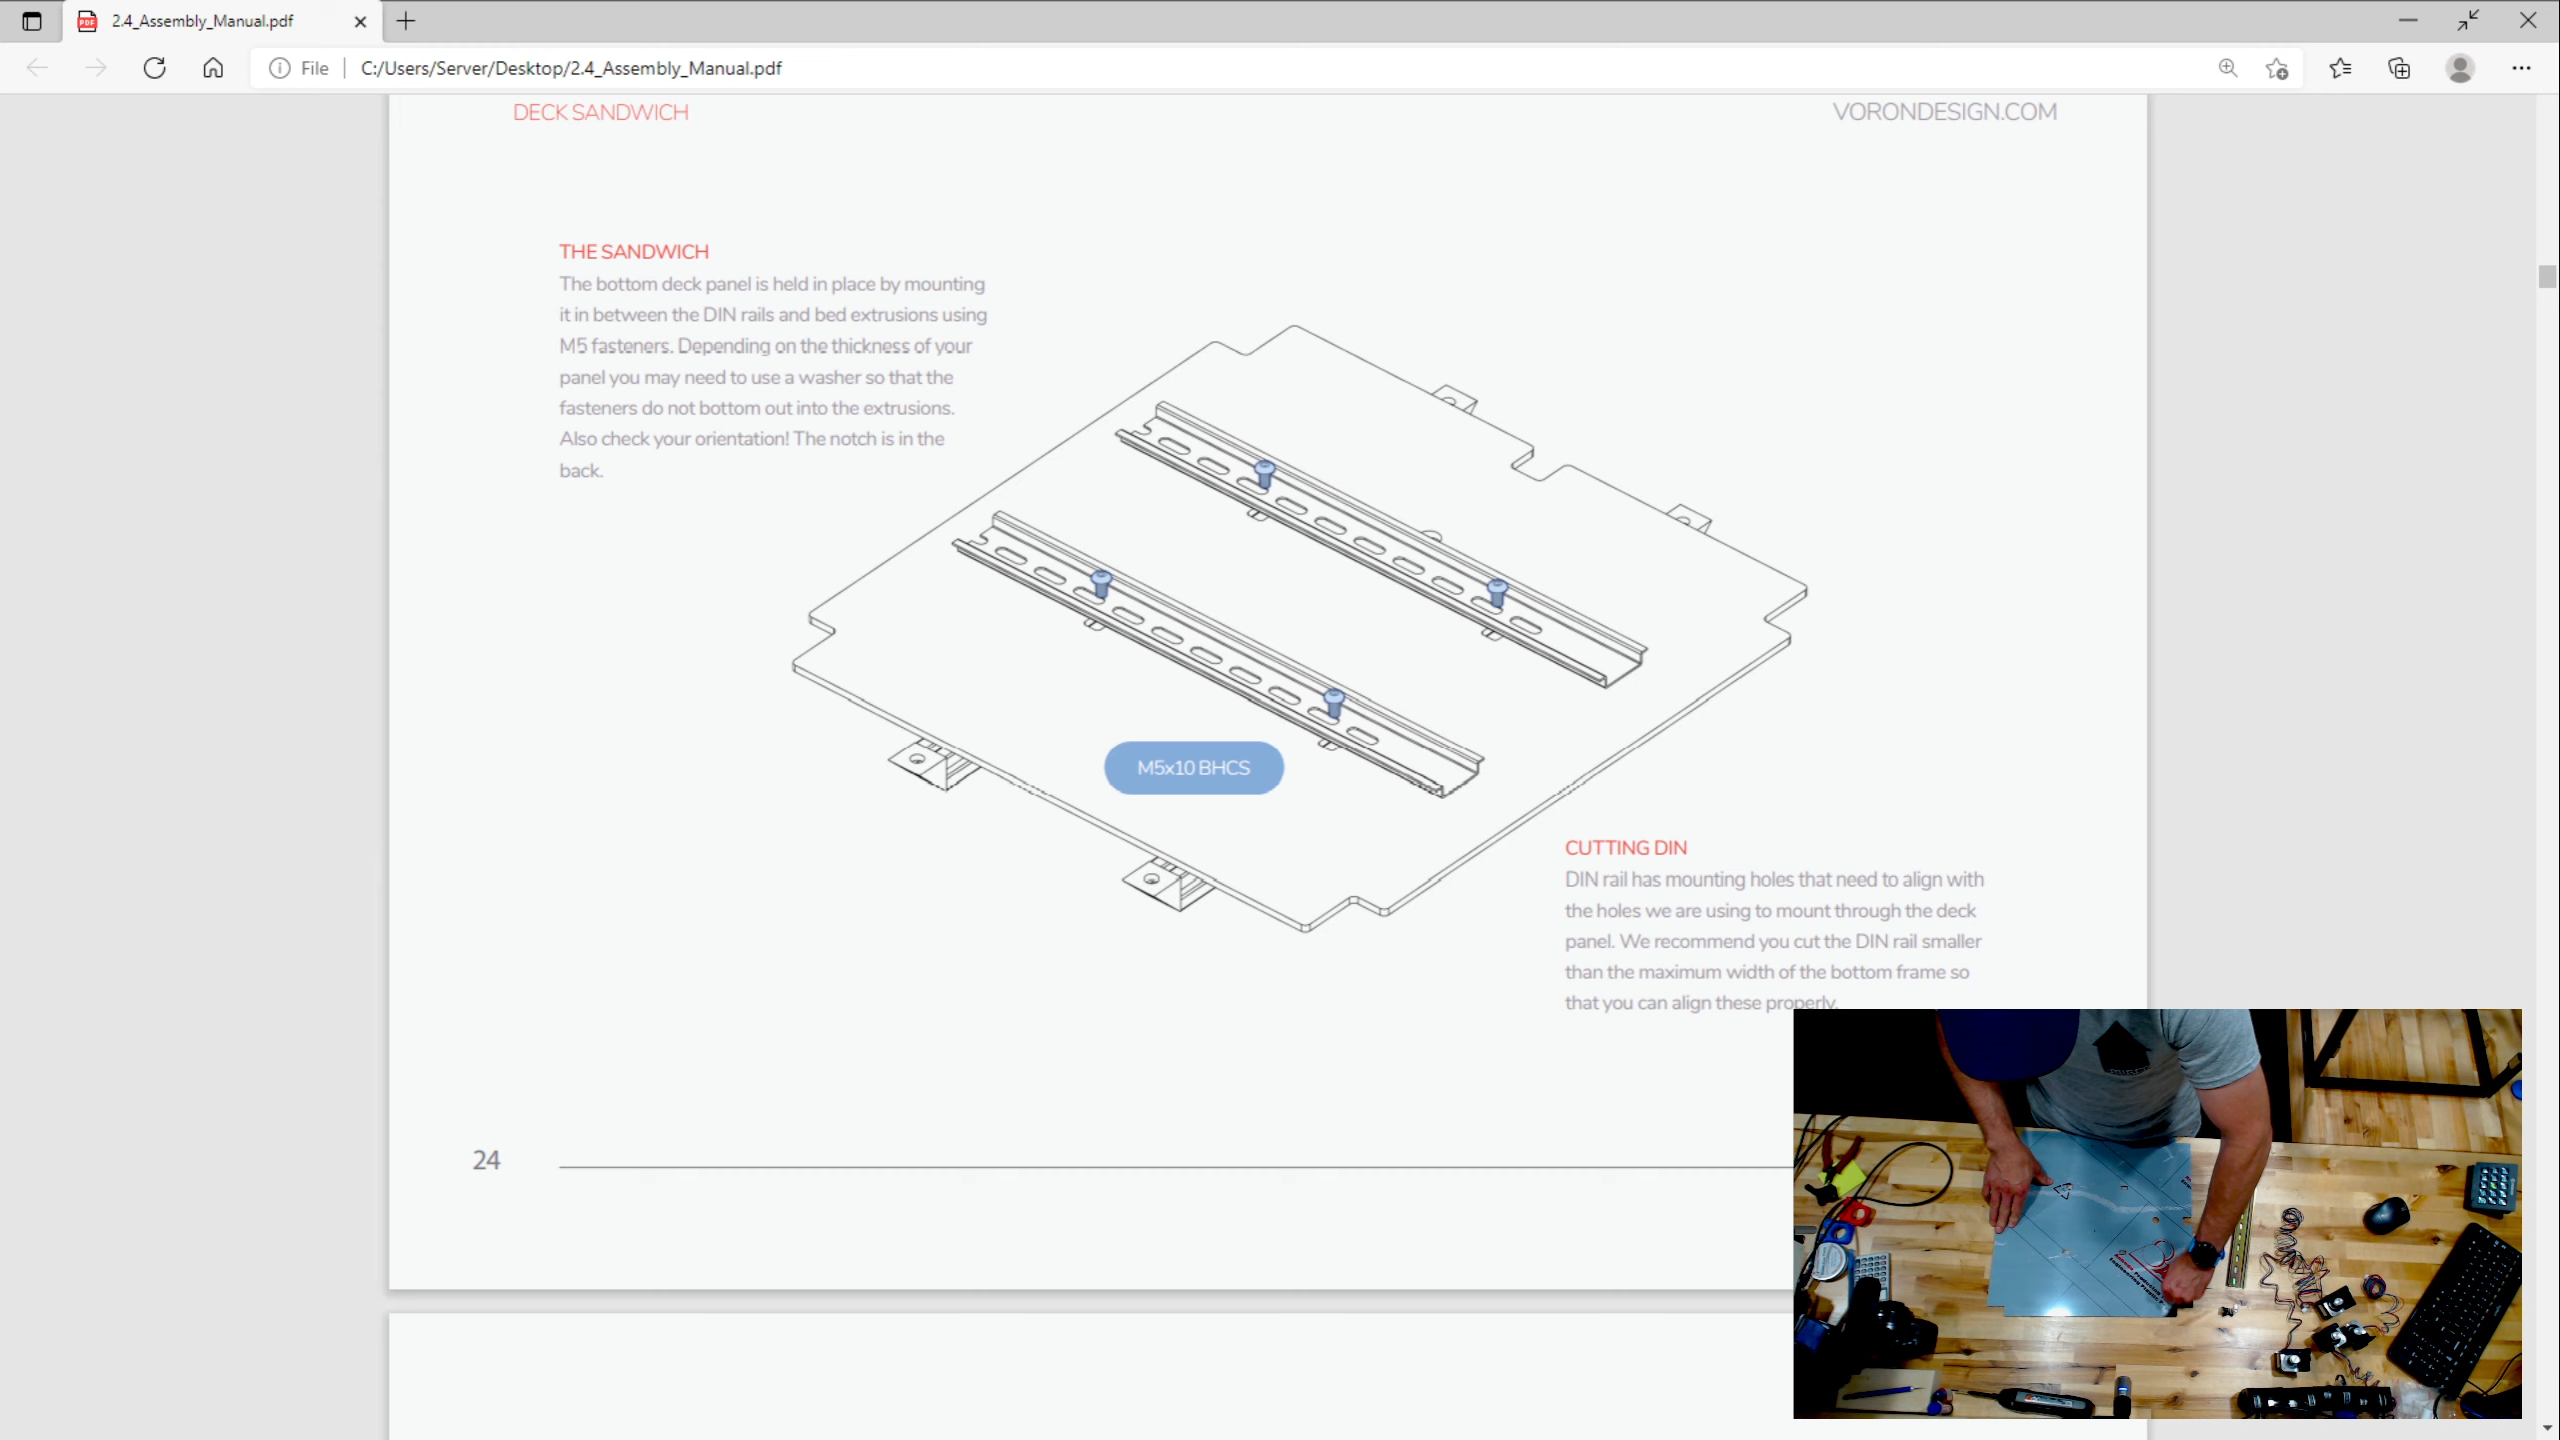 2.4_Assembly_Manual.pdf
File
C:/Users/Server/Desktop/2.4_Assembly_Manual.pdf
DECK SANDWICH
VORONDESIGN.COM
THE SANDWICH
The bottom deck panel is held in place by mounting
it in between the DIN rails and bed extrusions using
M5 fasteners. Depending on the thickness of your
panel you may need to use a washer so that the
fasteners do not bottom out into the extrusions.
Also check your orientation! The notch is in the
back.
M5x10 BHCS
CUTTING DIN
DIN rail has mounting holes that need to align with
the holes we are using to mount through the deck
panel. We recommend you cut the DIN rail smaller
than the maximum width of the bottom frame so
that you can align these properly.
24